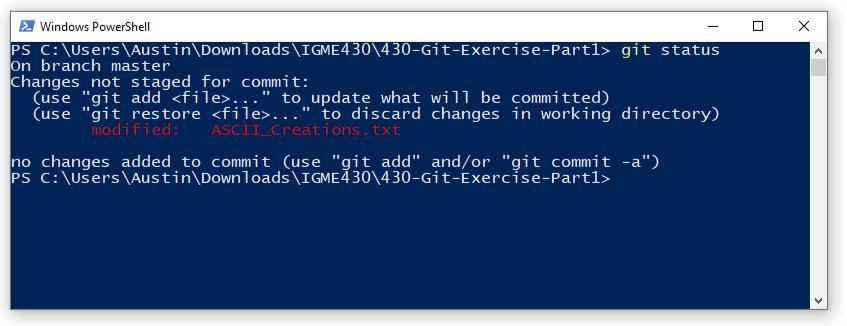 Windows PowerShell
PS C:\Users\Austin\Downloads\IGME430\430-Git-Exercise-Part1> git status
On branch master
Changes not staged for commit:
  (use "git add <file>..." to update what will be committed)
  (use "git restore <file>..." to discard changes in working directory)
        modified:   ASCII_Creations.txt

no changes added to commit (use "git add" and/or "git commit -a")
PS C:\Users\Austin\Downloads\IGME430\430-Git-Exercise-Part1>